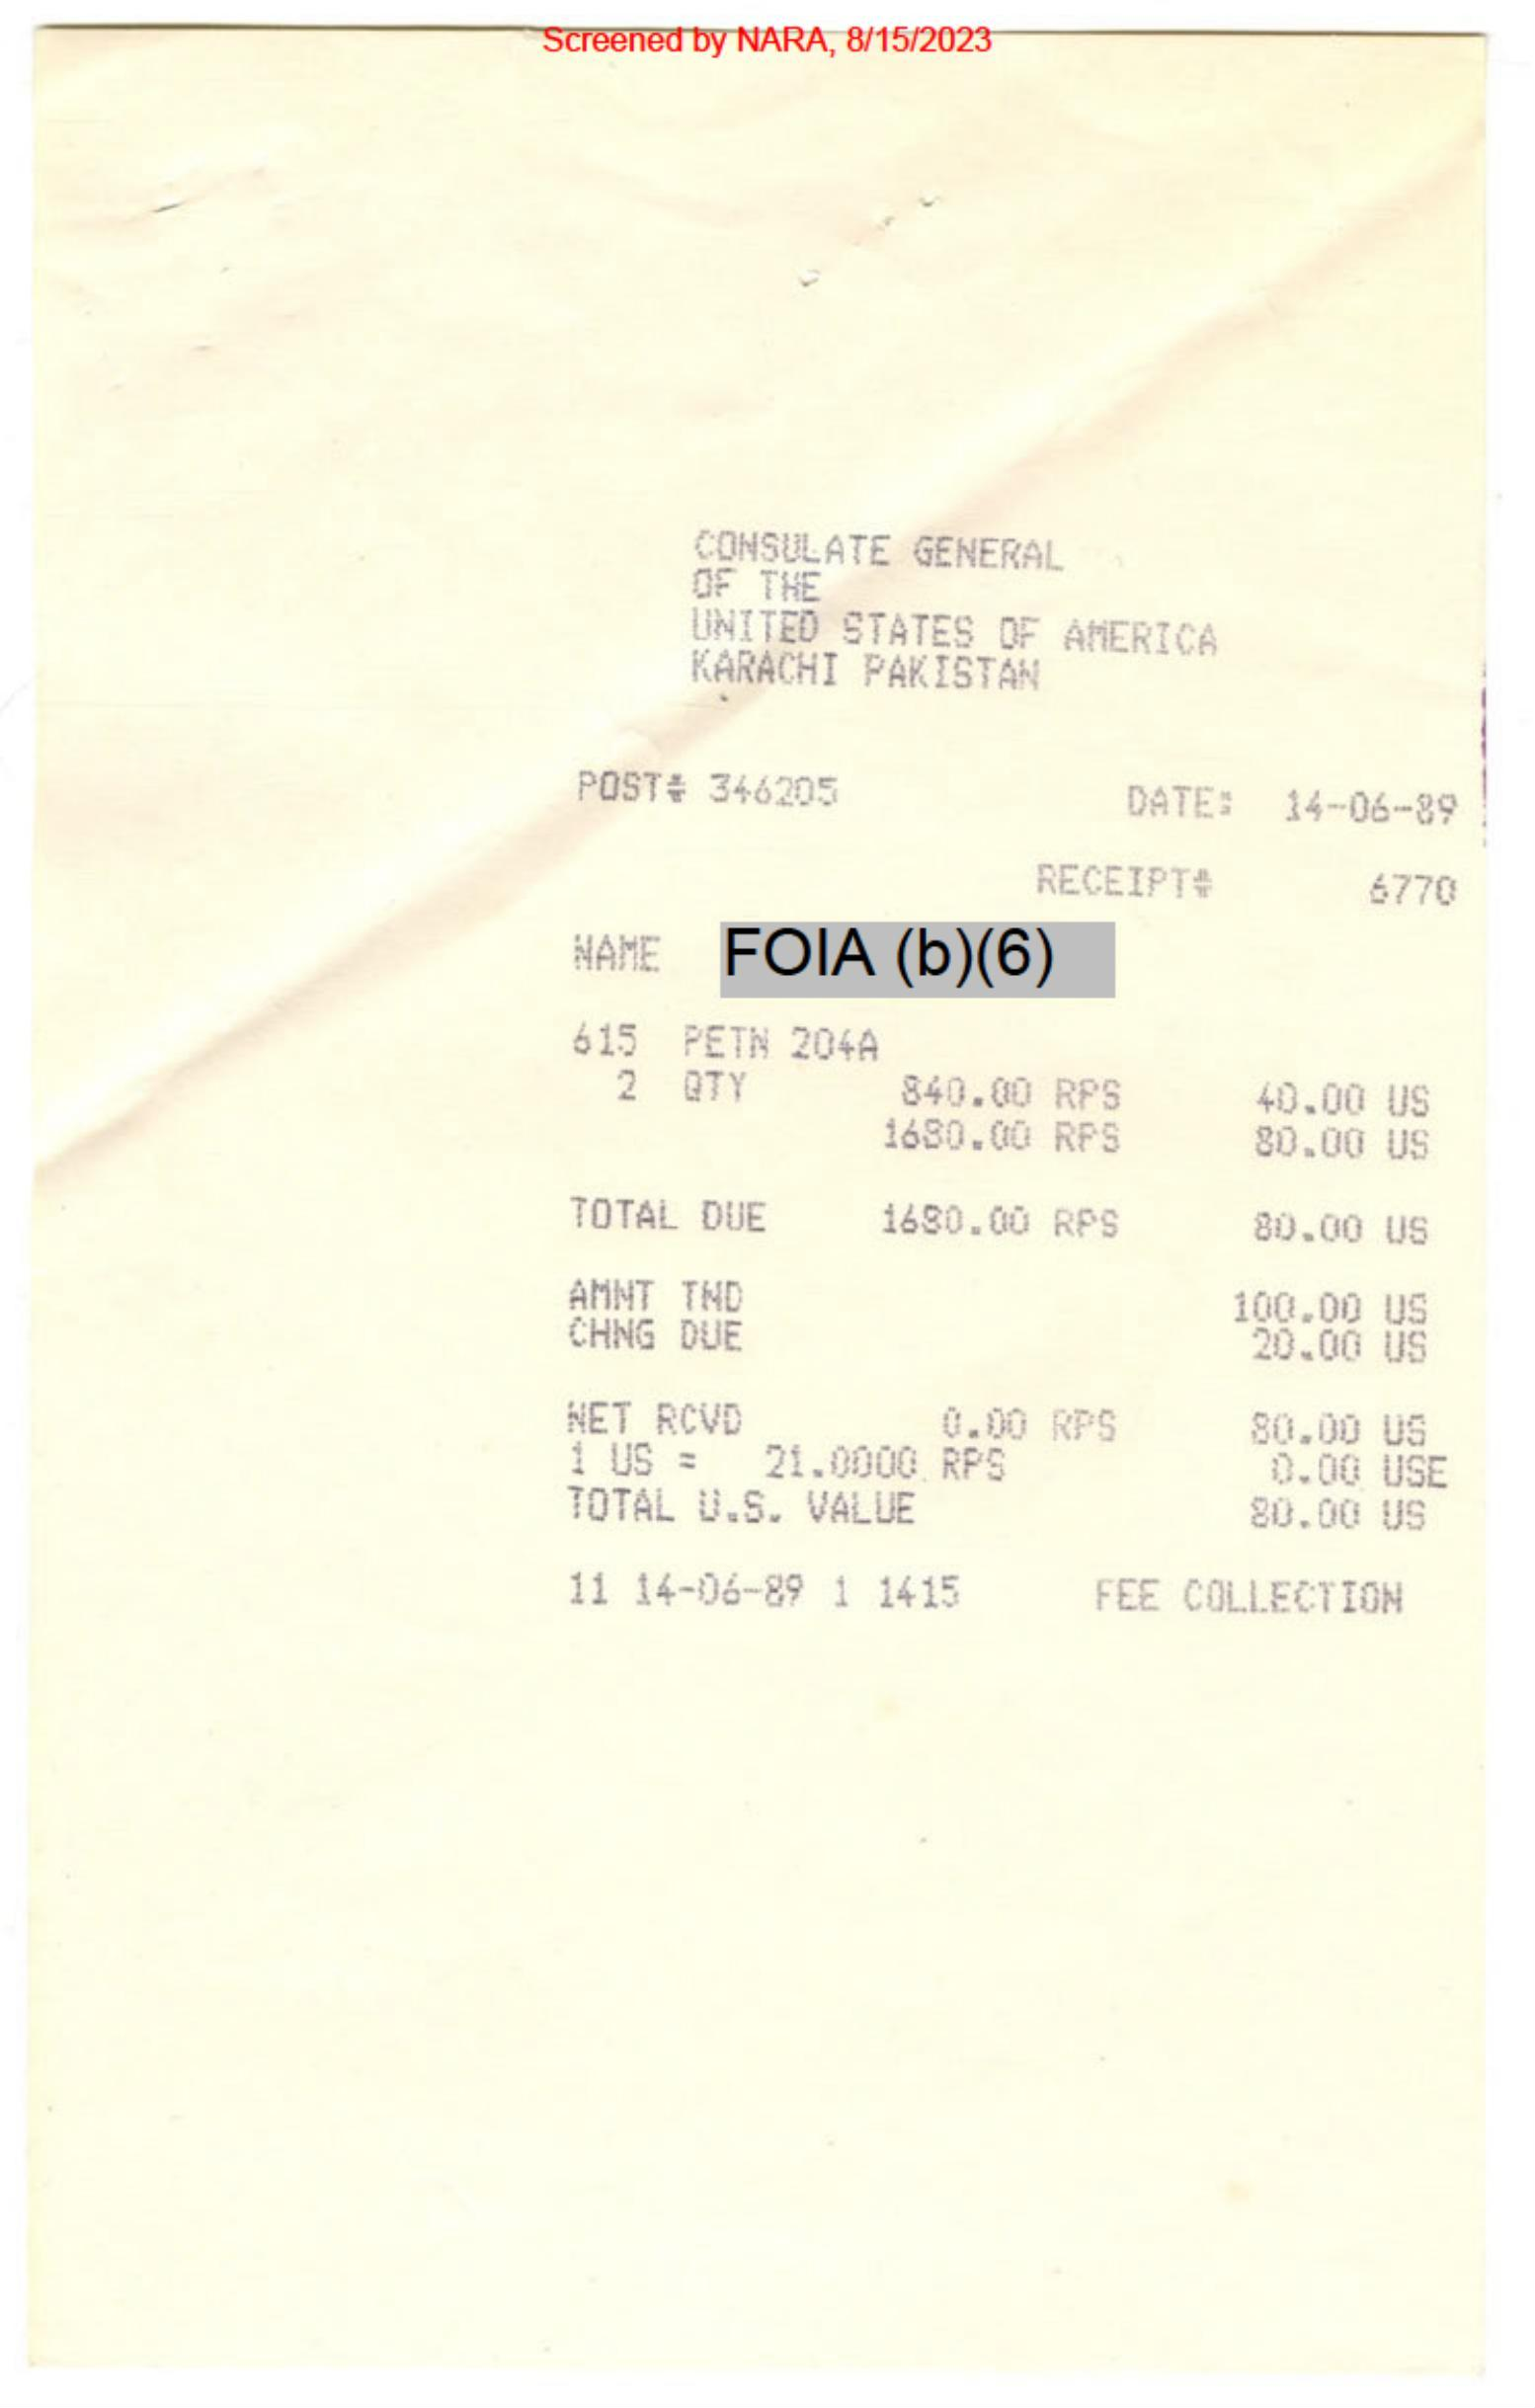 Screened by NARA, 8/15/2023
CONSULATE GENERAL
OF THE
UNITED STATES OF AMERICA
KARACHI PAKISTAN
POST# 346205 DATE: 14-06-89
RECEIPT# 6770
NAME FOIA (b)(6)
615 PETN 204A
2 QTY 840.00 RPS 40.00 US
1680.00 RPS 80.00 US
TOTAL DUE 1680.00 RPS 80.00 US
AMNT TND 100.00 US
CHNG DUE 20.00 US
NET RCVD 0.00 RPS 80.00 US
1 US = 21.0000 RPS 0.00 USE
TOTAL U.S. VALUE 80.00 US
11 14-06-89 1 1415 FEE COLLECTION